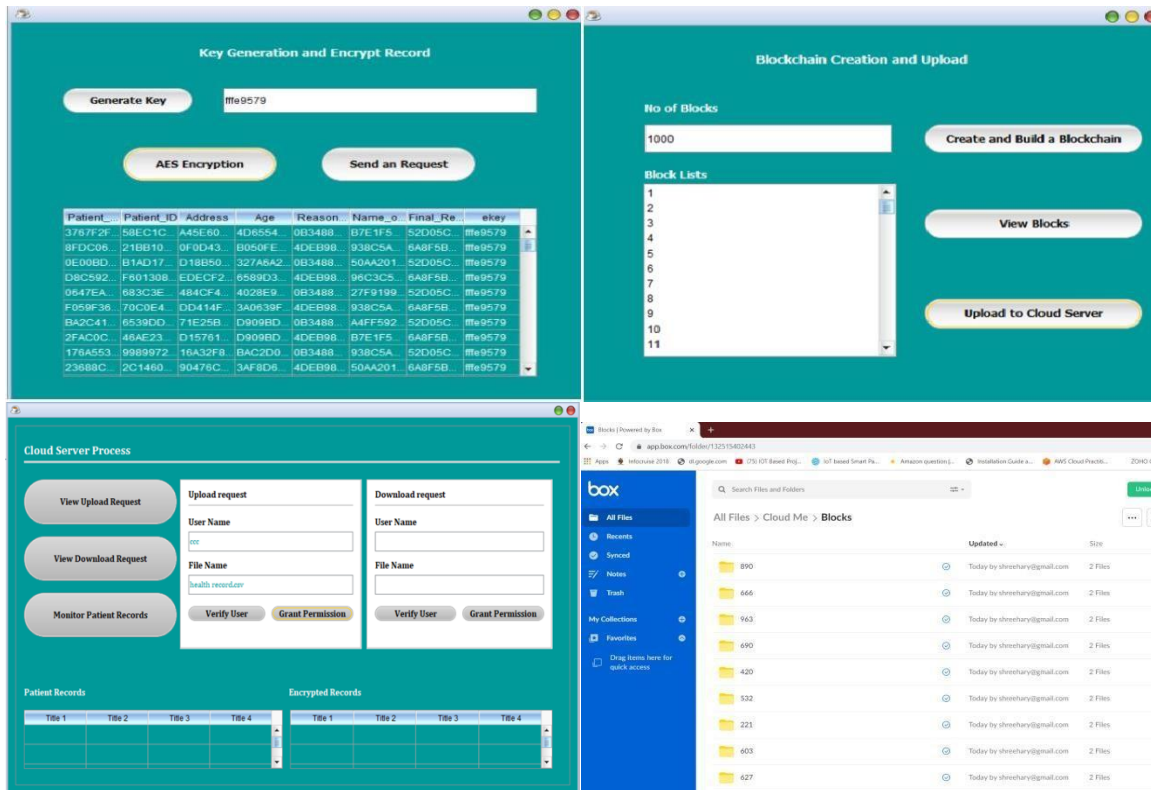 Key Generation and Encrypt Record
Generate Key fffe9579
AES Encryption Send an Request
Patient_... Patient_ID Address Age Reason... Name_o... Final_Re... ekey
3767F2F... 58EC1C... A45E60... 4D6554... 0B3488... B7E1F5... 52D05C... fffe9579
8FDC06... 21BB10... 0F0D43... B050FE... 4DEB98... 938C5A... 6A8F5B... fffe9579
0E00BD... B1AD17... D18B50... 327A6A2... 0B3488... 50AA201... 52D05C... fffe9579
D8C592... F601308... EDECF2... 6589D3... 4DEB98... 96C3C5... 6A8F5B... fffe9579
0647EA... 683C3E... 484CF4... 4028E9... 0B3488... 27F9199... 52D05C... fffe9579
F059F36... 70C0E4... DD414F... 3A0639F... 4DEB98... 938C5A... 6A8F5B... fffe9579
BA2C41... 6539DD... 71E25B... D909BD... 0B3488... A4FF592... 52D05C... fffe9579
2FAC0C... 46AE23... D15761... D909BD... 4DEB98... B7E1F5... 6A8F5B... fffe9579
176A553... 9989972... 16A32F8... BAC2D0... 0B3488... 938C5A... 52D05C... fffe9579
23688C... 2C1460... 90476C... 3AF8D6... 4DEB98... 50AA201... 6A8F5B... fffe9579
Blockchain Creation and Upload
No of Blocks
1000 Create and Build a Blockchain
Block Lists
1
2
3
4
5
6
7
8
9
10
11
View Blocks
Upload to Cloud Server
Cloud Server Process
View Upload Request
View Download Request
Monitor Patient Records
Upload request
User Name
ccc
File Name
health record.csv
Verify User Grant Permission
Download request
User Name
File Name
Verify User Grant Permission
Patient Records
Title 1 Title 2 Title 3 Title 4
Encrypted Records
Title 1 Title 2 Title 3 Title 4
Blocks | Powered by Box
app.box.com/folder/132515402443
Apps Infocruise 2018 dl.google.com (75) IOT Based Proj... IoT based Smart Pa... Amazon question j... Installation Guide a... AWS Cloud Practiti... ZOHO
box
All Files
Recents
Synced
Notes
Trash
My Collections
Favorites
Drag items here for
quick access
Search Files and Folders
All Files > Cloud Me > Blocks
Name Updated Size
890 Today by shreehary@gmail.com 2 Files
666 Today by shreehary@gmail.com 2 Files
963 Today by shreehary@gmail.com 2 Files
690 Today by shreehary@gmail.com 2 Files
420 Today by shreehary@gmail.com 2 Files
532 Today by shreehary@gmail.com 2 Files
221 Today by shreehary@gmail.com 2 Files
603 Today by shreehary@gmail.com 2 Files
627 Today by shreehary@gmail.com 2 Files